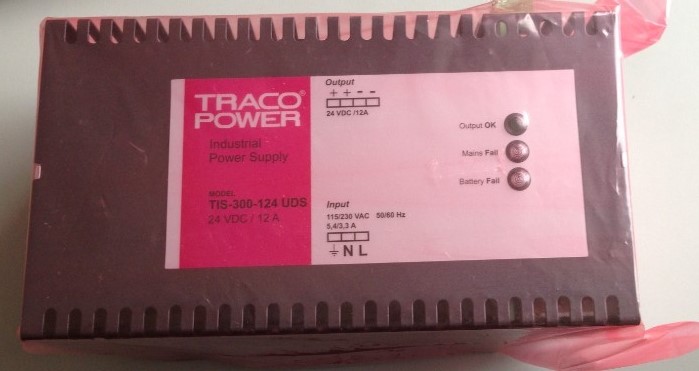 TRACO®
POWER
Industrial
Power Supply
MODEL
TIS-300-124 UDS
24 VDC / 12 A
Output
+ + − −
24 VDC /12A
Output OK
Mains Fail
Battery Fail
Input
115/230 VAC 50/60 Hz
5,4/3,3 A
⏚ N L